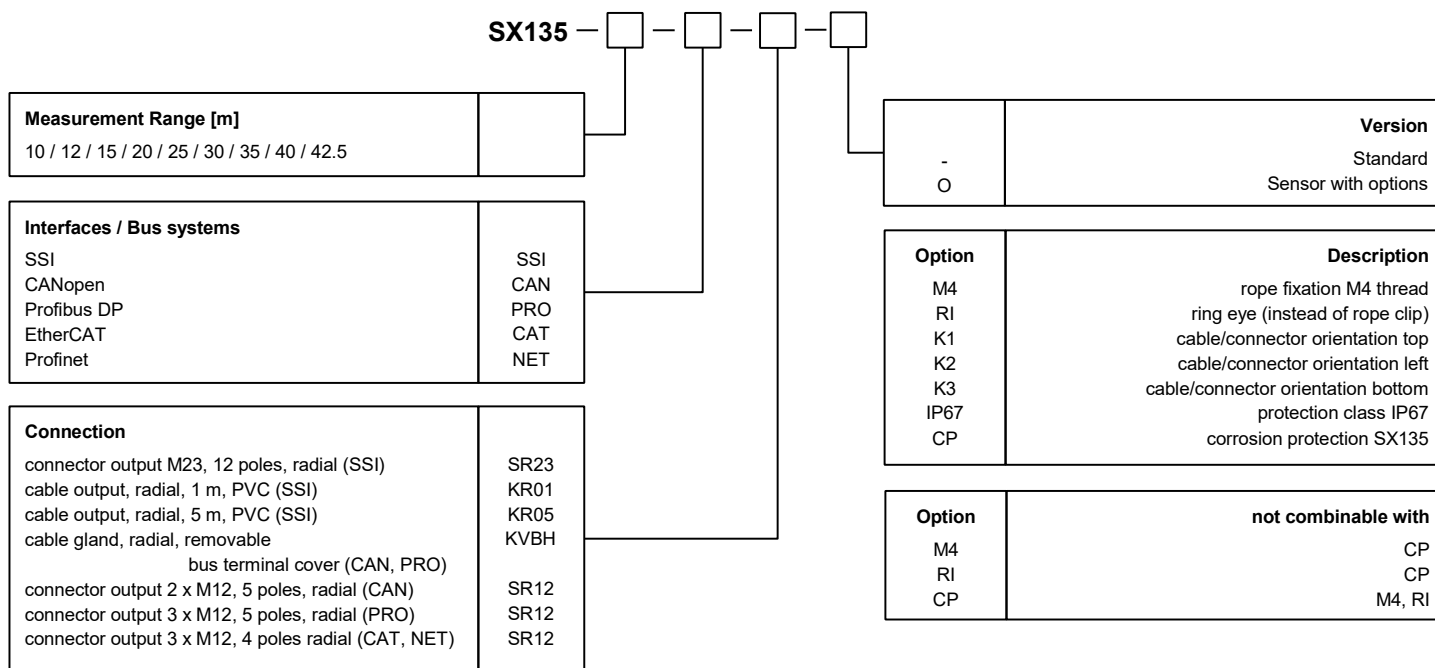 SX135 – – – –
Measurement Range [m]
10 / 12 / 15 / 20 / 25 / 30 / 35 / 40 / 42.5
Interfaces / Bus systems
SSI SSI
CANopen CAN
Profibus DP PRO
EtherCAT CAT
Profinet NET
Connection
connector output M23, 12 poles, radial (SSI) SR23
cable output, radial, 1 m, PVC (SSI) KR01
cable output, radial, 5 m, PVC (SSI) KR05
cable gland, radial, removable KVBH
bus terminal cover (CAN, PRO)
connector output 2 x M12, 5 poles, radial (CAN) SR12
connector output 3 x M12, 5 poles, radial (PRO) SR12
connector output 3 x M12, 4 poles radial (CAT, NET) SR12
Version
- Standard
O Sensor with options
Option Description
M4 rope fixation M4 thread
RI ring eye (instead of rope clip)
K1 cable/connector orientation top
K2 cable/connector orientation left
K3 cable/connector orientation bottom
IP67 protection class IP67
CP corrosion protection SX135
Option not combinable with
M4 CP
RI CP
CP M4, RI